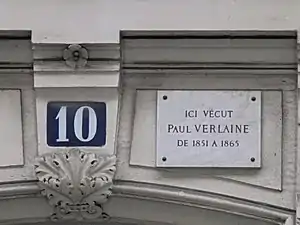 10
ICI VÉCUT
PAUL VERLAINE
DE 1851 A 1865